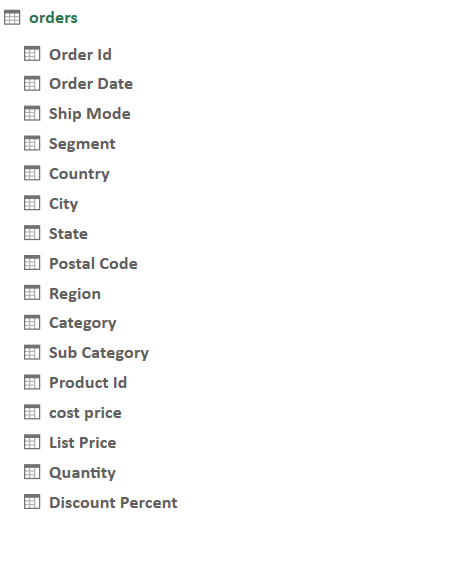 orders
Order Id
Order Date
Ship Mode
Segment
Country
City
State
Postal Code
Region
Category
Sub Category
Product Id
cost price
List Price
Quantity
Discount Percent